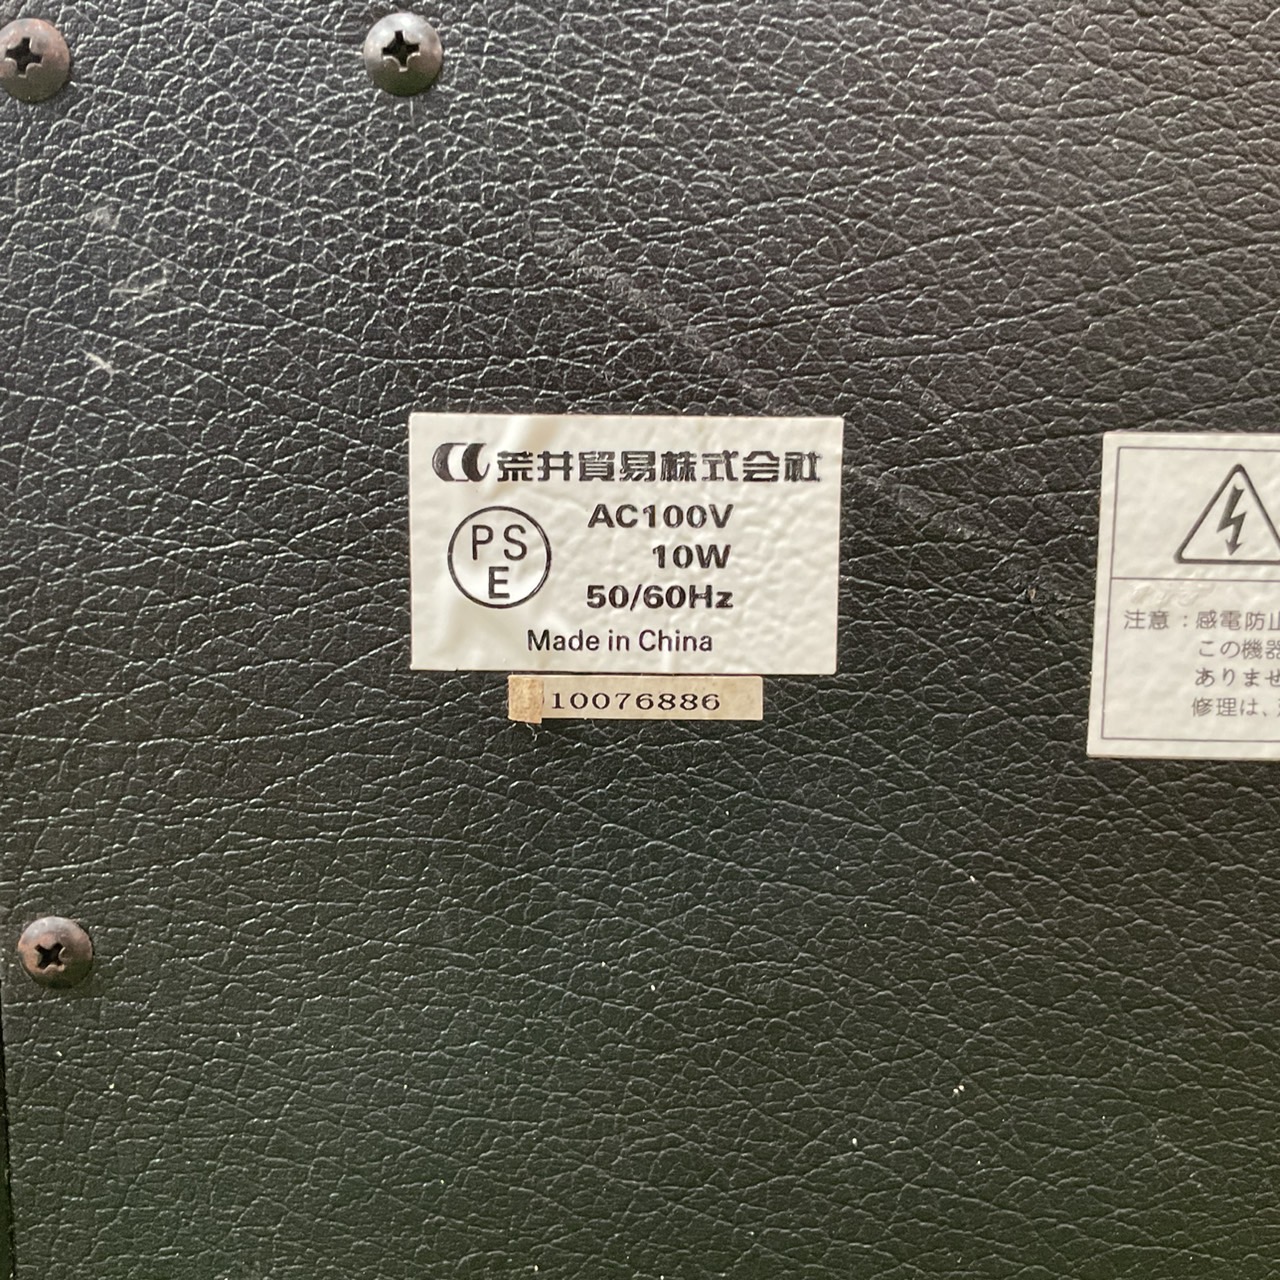 荒井貿易株式会社
PSE
AC100V
10W
50/60Hz
Made in China
10076886
注意:感電防止
この機器
ありませ
修理は、